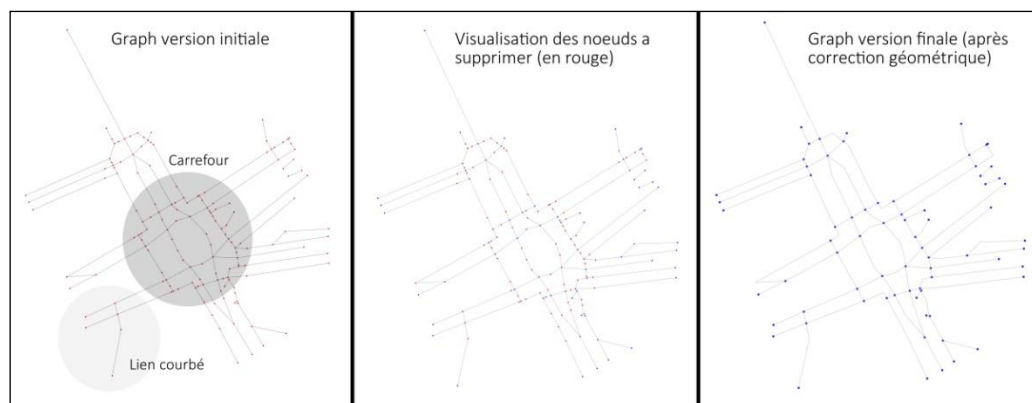 Graph version initiale
Carrefour
Lien courbé
Visualisation des noeuds a
supprimer (en rouge)
Graph version finale (après
correction géométrique)